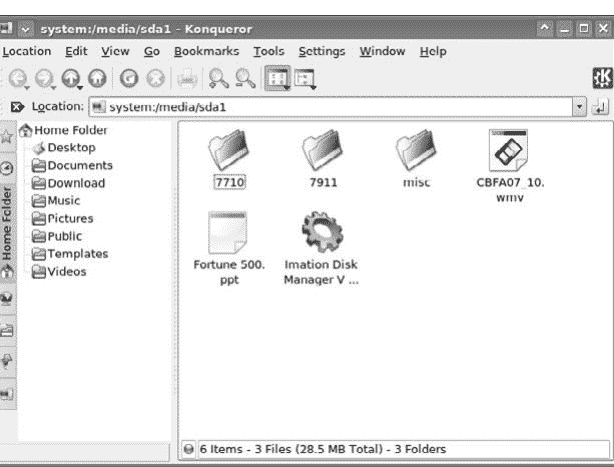 system:/media/sda1 - Konqueror
Location Edit View Go Bookmarks Tools Settings Window Help
Location: system:/media/sda1
Home Folder
Desktop
Documents
Download
Music
Pictures
Public
Templates
Videos
Home Folder
7710
7911
misc
CBFA07_10.
wmv
Fortune 500.
ppt
Imation Disk
Manager V ...
6 Items - 3 Files (28.5 MB Total) - 3 Folders